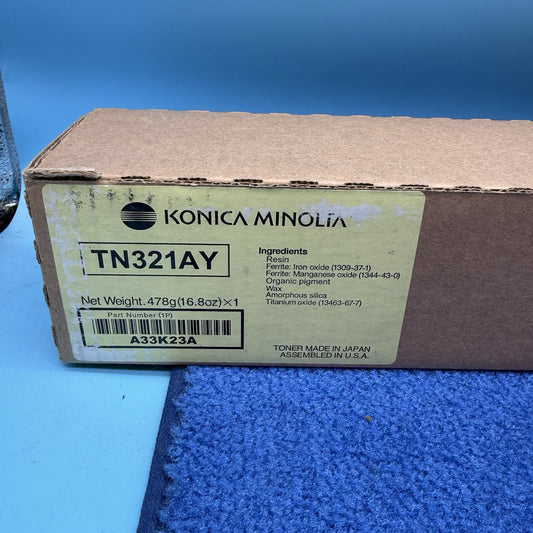 KONICA MINOLTA
TN321AY
Net Weight. 478g(16.8oz)×1
Part Number (1P)
A33K23A
Ingredients
Resin
Ferrite: Iron oxide (1309-37-1)
Ferrite: Manganese oxide (1344-43-0)
Organic pigment
Wax
Amorphous silica
Titanium oxide (13463-67-7)
TONER MADE IN JAPAN
ASSEMBLED IN U.S.A.